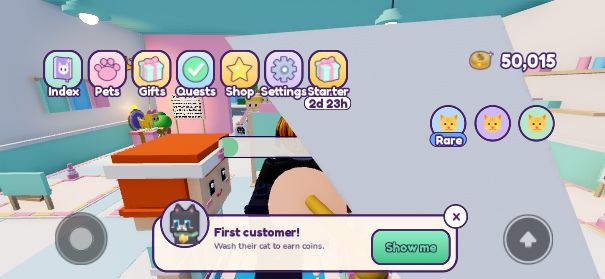 50,015
Index Pets Gifts Quests Shop Settings Starter
2d 23h
Rare
First customer!
Wash their cat to earn coins.
Show me